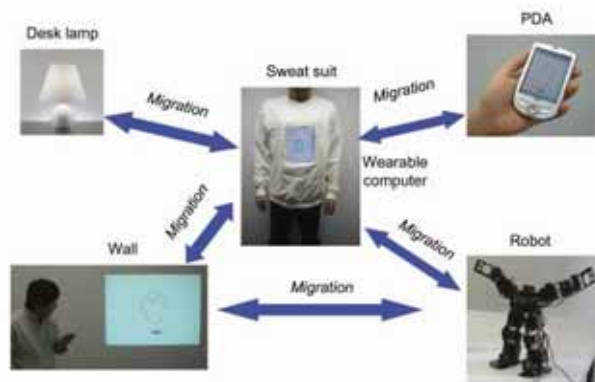 Desk lamp
PDA
Sweat suit
Migration
Migration
Wearable
computer
Migration
Wall
Migration
Robot
Migration